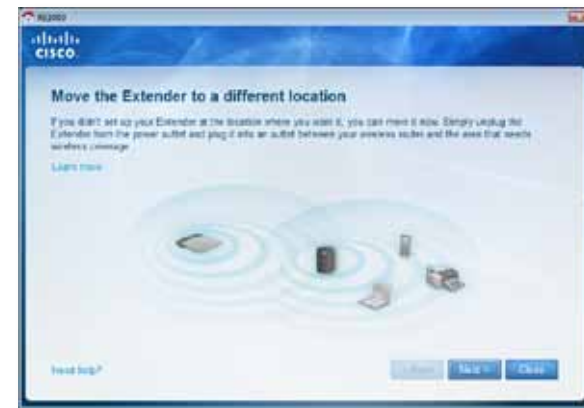 RE2000
CISCO
Move the Extender to a different location
If you didn't set up your Extender at the location where you want it, you can move it now. Simply unplug the
Extender from the power outlet and plug it into an outlet between your wireless router and the area that needs
wireless coverage.
Learn more
Need help?
Next >
Close